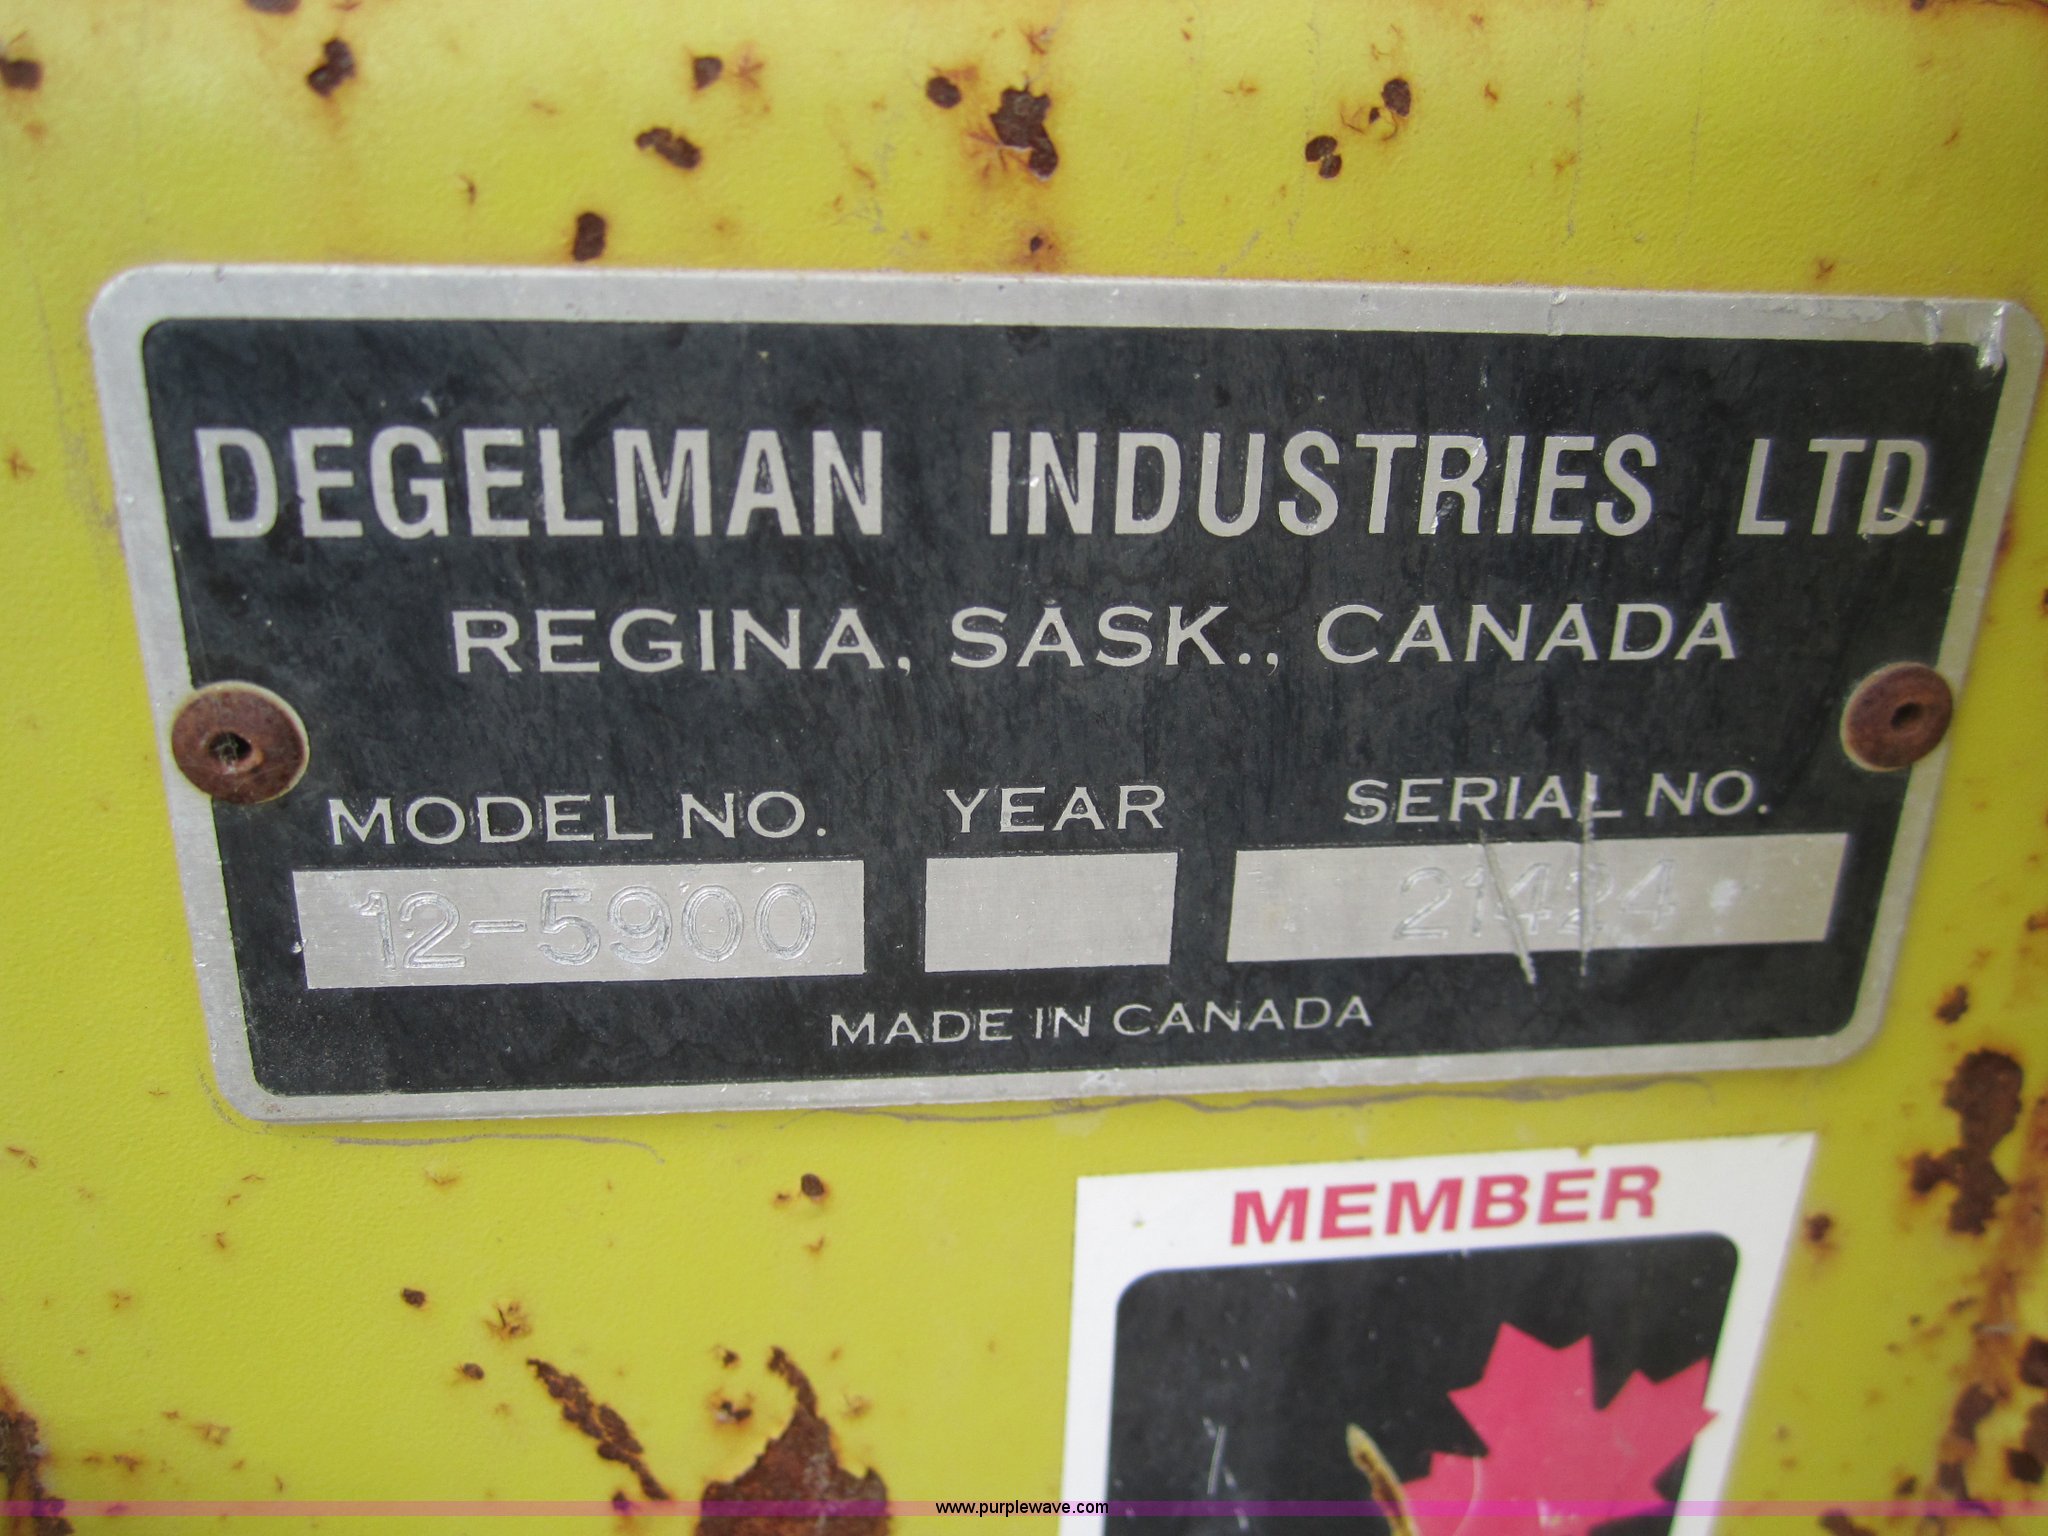 DEGELMAN INDUSTRIES LTD.
REGINA, SASK., CANADA
MODEL NO. YEAR SERIAL NO.
12-5900 21424
MADE IN CANADA
MEMBER
www.purplewave.com